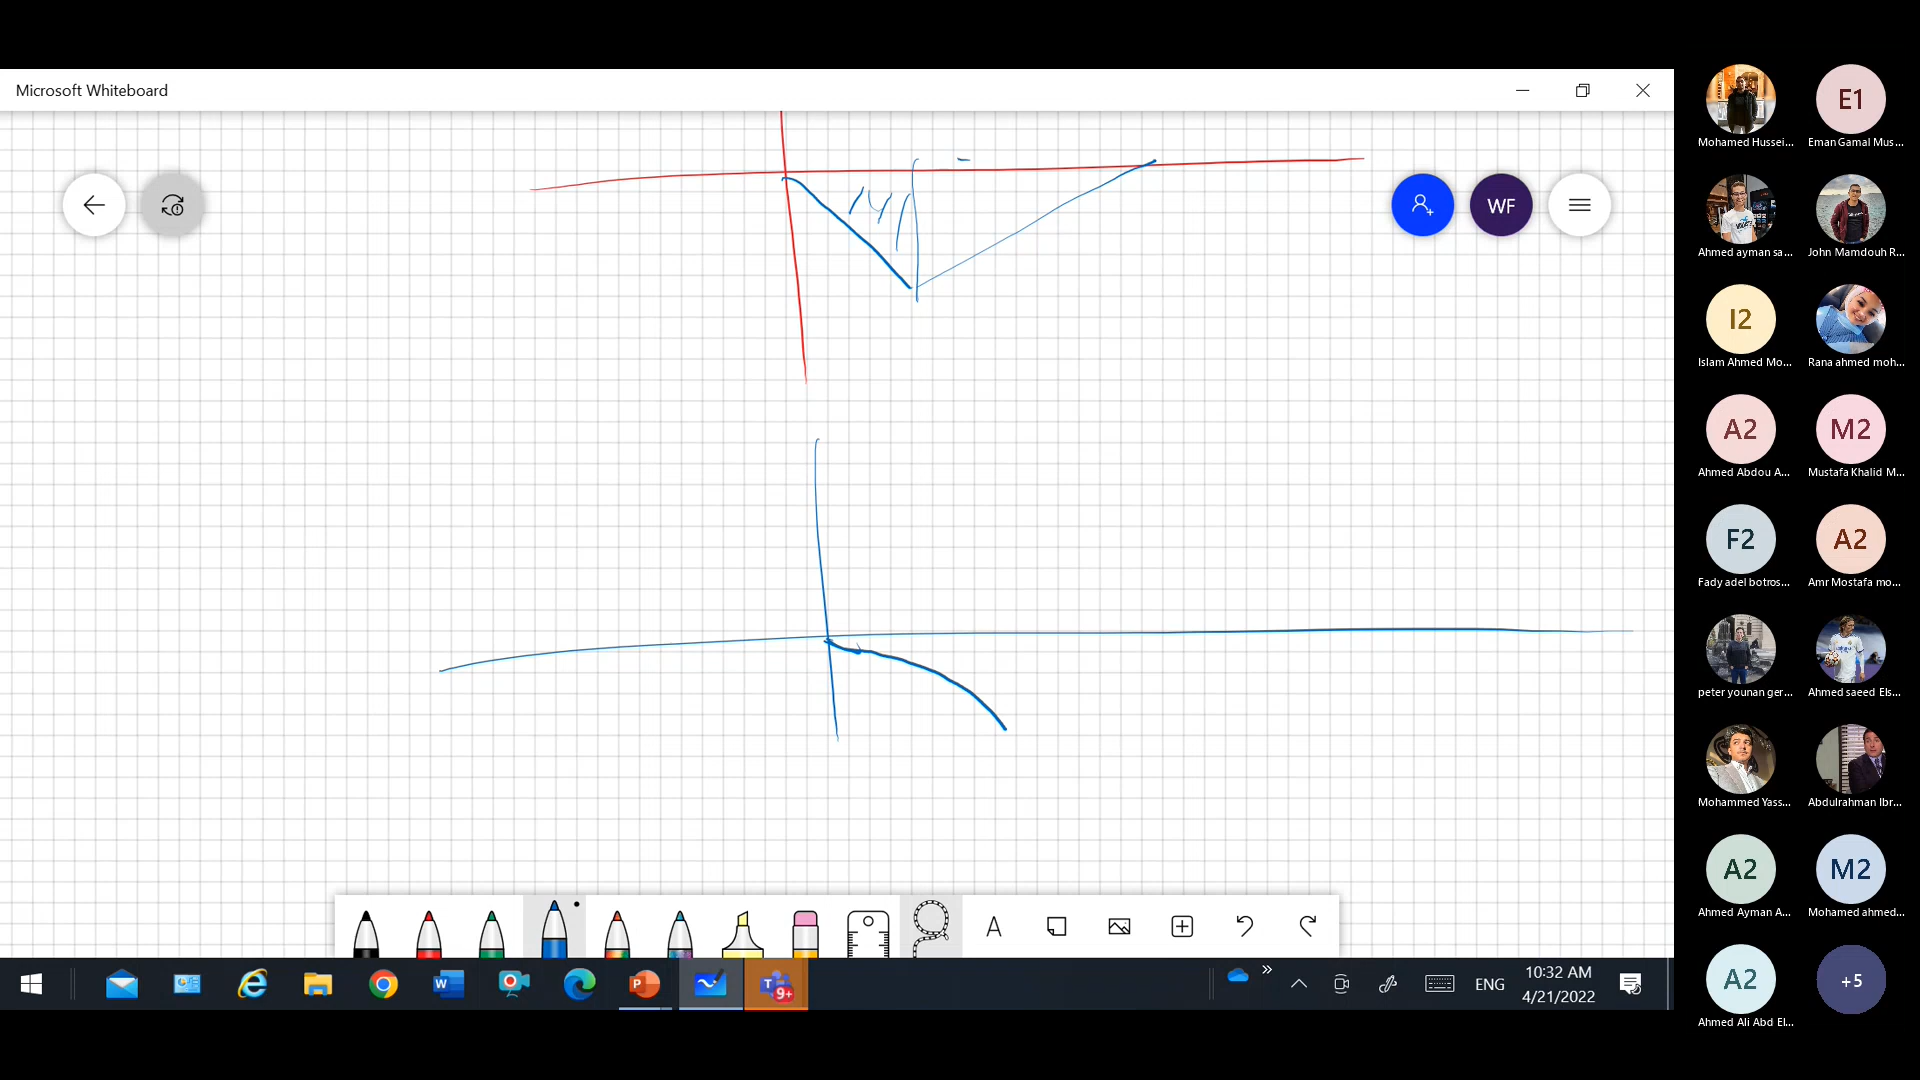 Microsoft Whiteboard
WF
E1
Mohamed Hussei...
Eman Gamal Mus...
Ahmed ayman sa...
John Mamdouh R...
I2
Islam Ahmed Mo...
Rana ahmed moh...
A2
M2
Ahmed Abdou A...
Mustafa Khalid M...
F2
A2
Fady adel botros...
Amr Mostafa mo...
peter younan ger...
Ahmed saeed Els...
Mohammed Yass...
Abdulrahman Ibr...
A2
M2
Ahmed Ayman A...
Mohamed ahmed...
A2
+5
Ahmed Ali Abd El...
9+
ENG
10:32 AM
4/21/2022